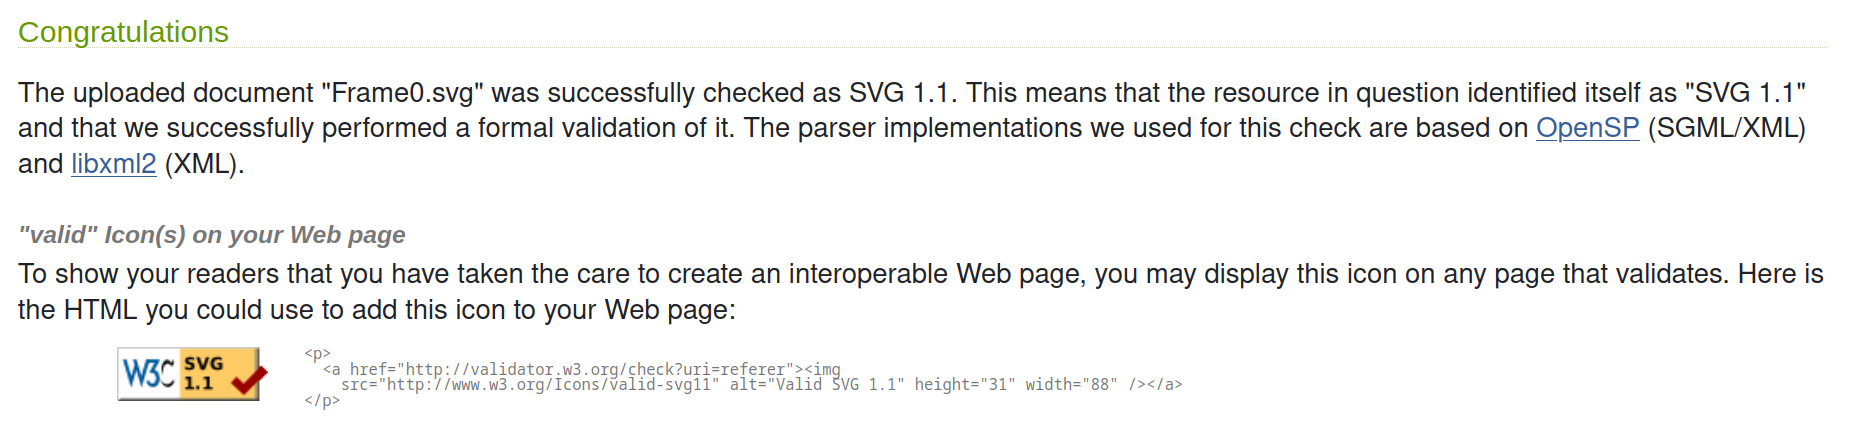 Congratulations
The uploaded document "Frame0.svg" was successfully checked as SVG 1.1. This means that the resource in question identified itself as "SVG 1.1"
and that we successfully performed a formal validation of it. The parser implementations we used for this check are based on OpenSP (SGML/XML)
and libxml2 (XML).
"valid" Icon(s) on your Web page
To show your readers that you have taken the care to create an interoperable Web page, you may display this icon on any page that validates. Here is
the HTML you could use to add this icon to your Web page:
W3C SVG 1.1
<p>
<a href="http://validator.w3.org/check?uri=referer"><img
src="http://www.w3.org/Icons/valid-svg11" alt="Valid SVG 1.1" height="31" width="88" /></a>
</p>